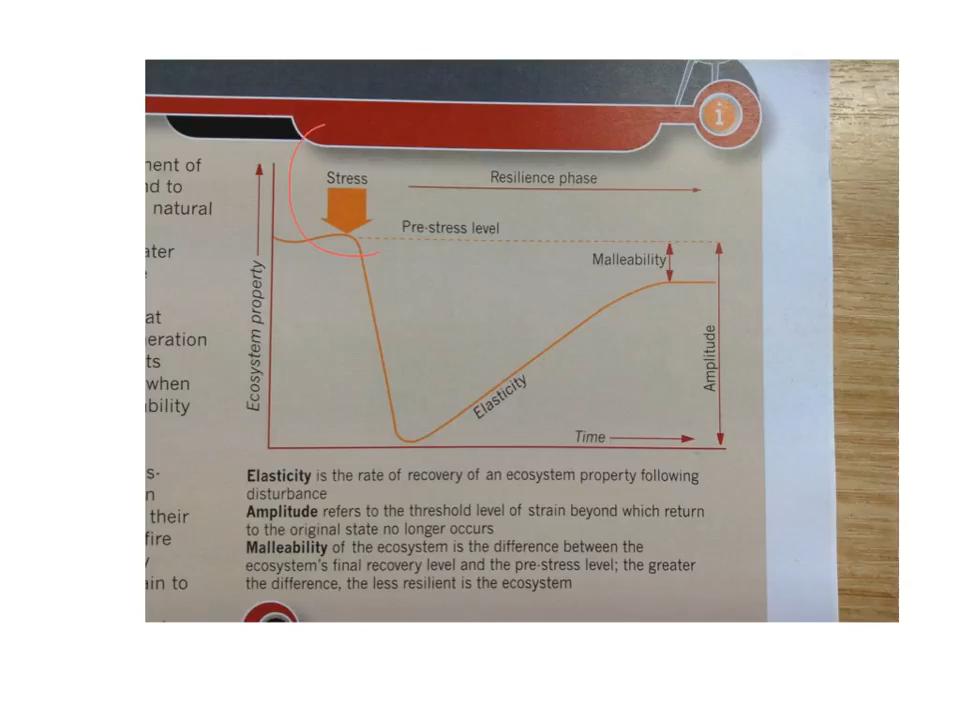 i
nent of
nd to
natural
ater
at
eration
ts
when
bility
s-
n
their
fire
y
ain to
Stress
Resilience phase
Pre-stress level
Malleability
Ecosystem property
Amplitude
Elasticity
Time
Elasticity is the rate of recovery of an ecosystem property following
disturbance
Amplitude refers to the threshold level of strain beyond which return
to the original state no longer occurs
Malleability of the ecosystem is the difference between the
ecosystem's final recovery level and the pre-stress level; the greater
the difference, the less resilient is the ecosystem